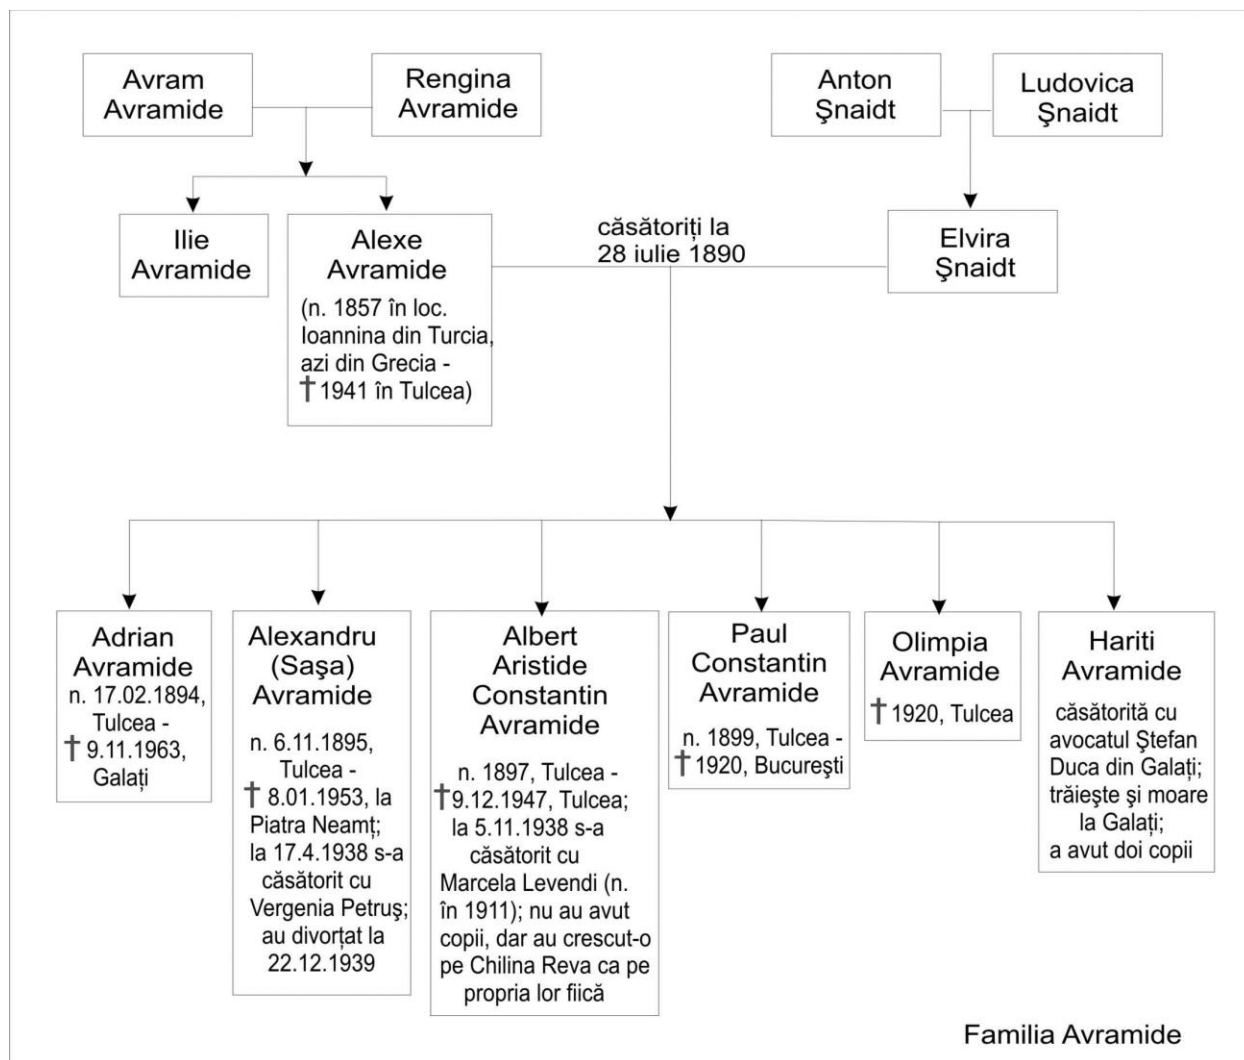 Avram
Avramide
Rengina
Avramide
Anton
Şnaidt
Ludovica
Şnaidt
Ilie
Avramide
Alexe
Avramide
(n. 1857 în loc.
Ioannina din Turcia,
azi din Grecia -
†1941 în Tulcea)
căsătoriți la
28 iulie 1890
Elvira
Şnaidt
Adrian
Avramide
n. 17.02.1894,
Tulcea -
† 9.11.1963,
Galați
Alexandru
(Saşa)
Avramide
n. 6.11.1895,
Tulcea -
† 8.01.1953, la
Piatra Neamț;
la 17.4.1938 s-a
căsătorit cu
Vergenia Petruş;
au divorțat la
22.12.1939
Albert
Aristide
Constantin
Avramide
n. 1897, Tulcea -
†9.12.1947, Tulcea;
la 5.11.1938 s-a
căsătorit cu
Marcela Levendi (n.
în 1911); nu au avut
copii, dar au crescut-o
pe Chilina Reva ca pe
propria lor fiică
Paul
Constantin
Avramide
n. 1899, Tulcea -
†1920, Bucureşti
Olimpia
Avramide
†1920, Tulcea
Hariti
Avramide
căsătorită cu
avocatul Ştefan
Duca din Galați;
trăieşte şi moare
la Galați;
a avut doi copii
Familia Avramide